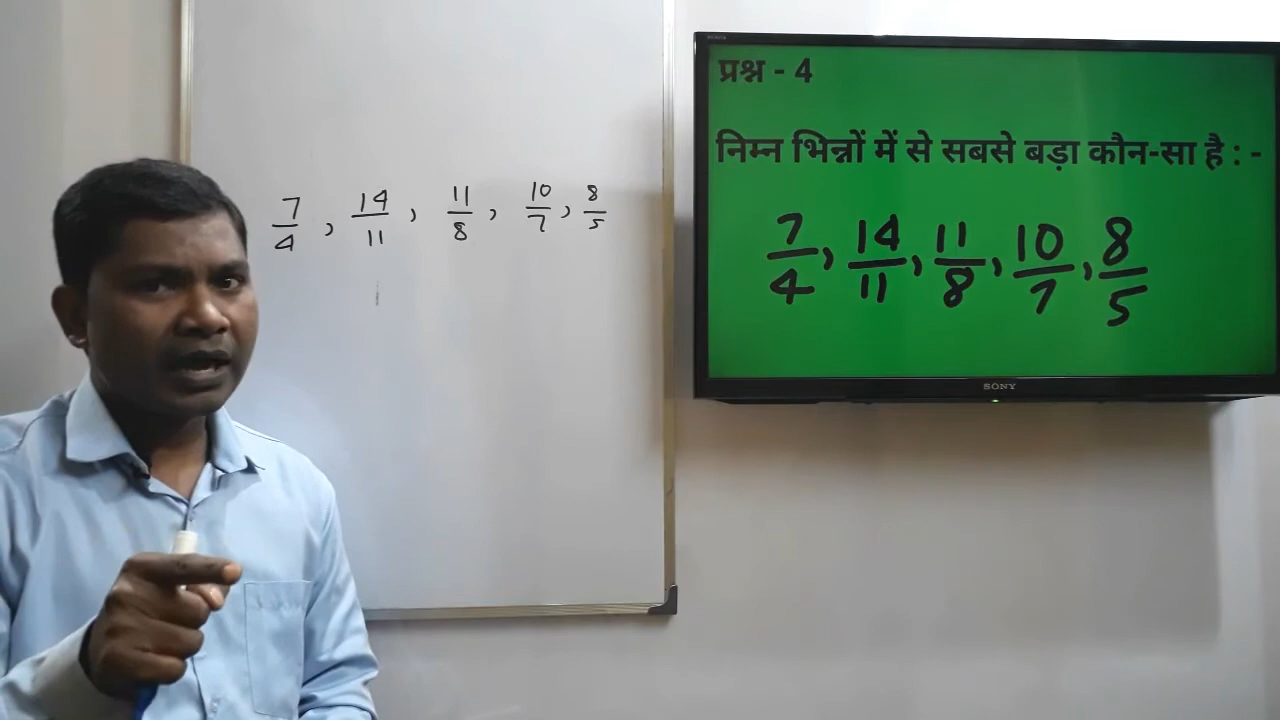 7/4 , 14/11 , 11/8 , 10/7 , 8/5
प्रश्न - 4
निम्न भिन्नों में से सबसे बड़ा कौन-सा है : -
7/4 , 14/11 , 11/8 , 10/7 , 8/5
SONY